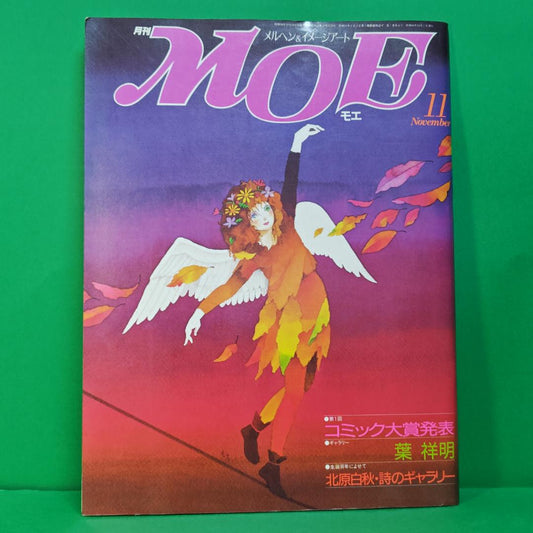 月刊
メルヘン&イメージアート
MOE
モエ
11
November
●第1回
コミック大賞発表
●ギャラリー
葉 祥明
●生誕百年によせて
北原白秋・詩のギャラリー